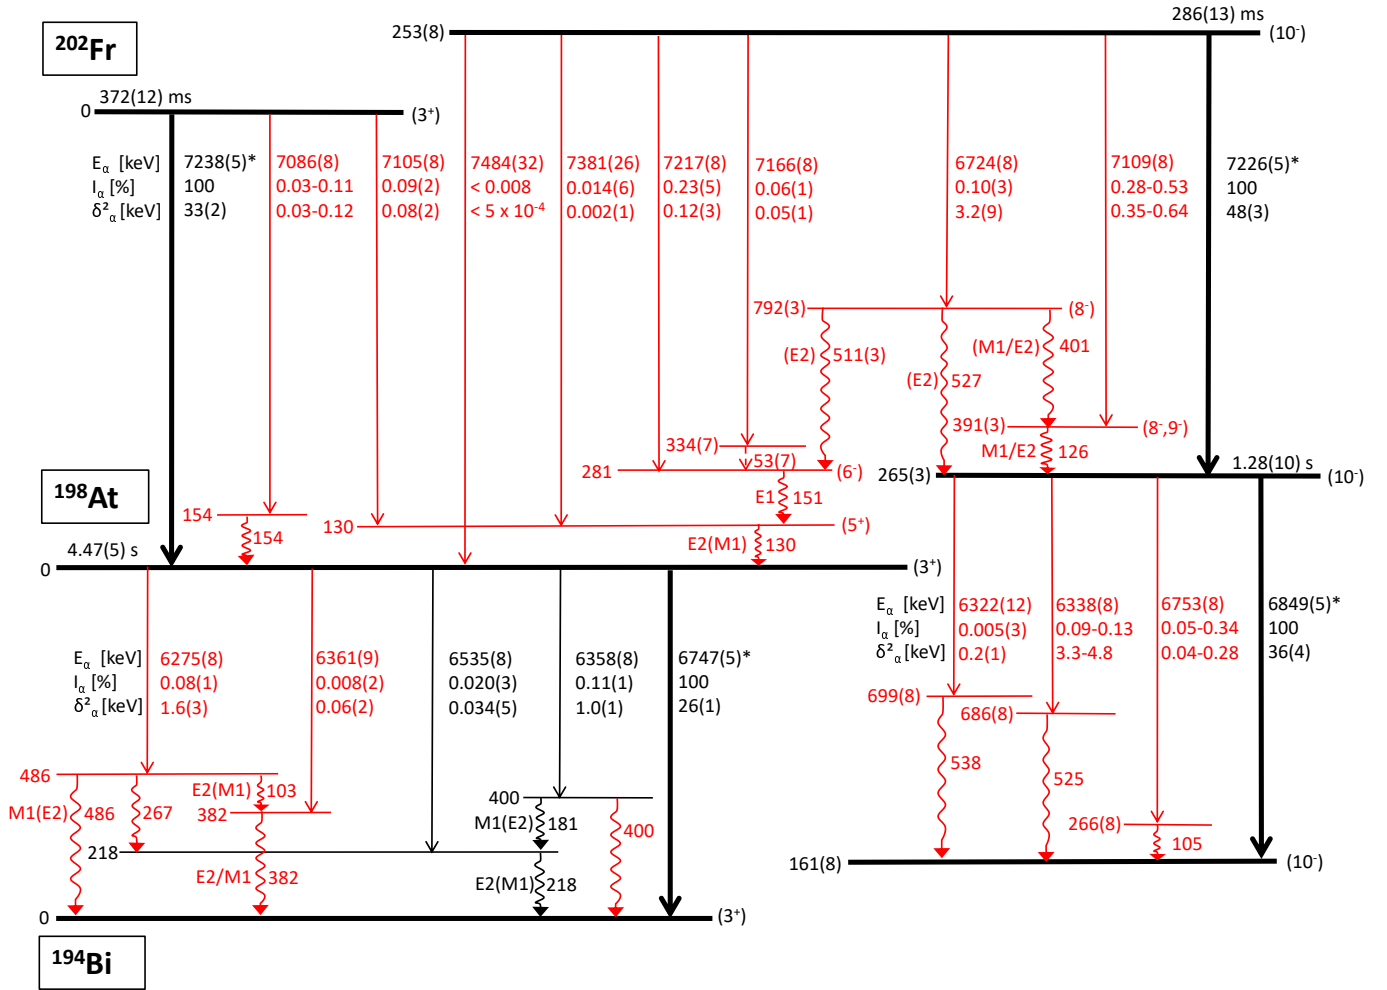 286(13) ms
253(8) (10⁻)
²⁰²Fr
372(12) ms
0 (3⁺)
E_α [keV] 7238(5)* 7086(8) 7105(8) 7484(32) 7381(26) 7217(8) 7166(8) 6724(8) 7109(8) 7226(5)*
I_α [%] 100 0.03-0.11 0.09(2) < 0.008 0.014(6) 0.23(5) 0.06(1) 0.10(3) 0.28-0.53 100
δ²_α [keV] 33(2) 0.03-0.12 0.08(2) < 5 x 10⁻⁴ 0.002(1) 0.12(3) 0.05(1) 3.2(9) 0.35-0.64 48(3)
792(3) (8⁻)
(E2) 511(3) (M1/E2) 401
(E2) 527
391(3) (8⁻,9⁻)
334(7)
M1/E2 126
53(7)
1.28(10) s
281 (6⁻) 265(3) (10⁻)
¹⁹⁸At
E1 151
154 130 (5⁺)
154 E2(M1) 130
4.47(5) s
0 (3⁺)
E_α [keV] 6322(12) 6338(8) 6753(8) 6849(5)*
I_α [%] 0.005(3) 0.09-0.13 0.05-0.34 100
δ²_α [keV] 0.2(1) 3.3-4.8 0.04-0.28 36(4)
E_α [keV] 6275(8) 6361(9) 6535(8) 6358(8) 6747(5)*
I_α [%] 0.08(1) 0.008(2) 0.020(3) 0.11(1) 100
δ²_α [keV] 1.6(3) 0.06(2) 0.034(5) 1.0(1) 26(1)
699(8)
686(8)
538 525
486
E2(M1) 103
400
M1(E2) 486 267 382
M1(E2) 181 400
266(8)
105
218
161(8) (10⁻)
E2/M1 382 E2(M1) 218
0 (3⁺)
¹⁹⁴Bi